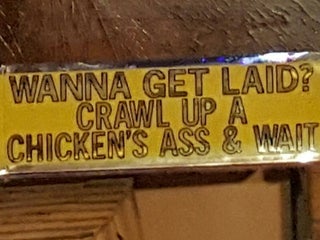 WANNA GET LAID?
CRAWL UP A
CHICKEN'S ASS & WAIT